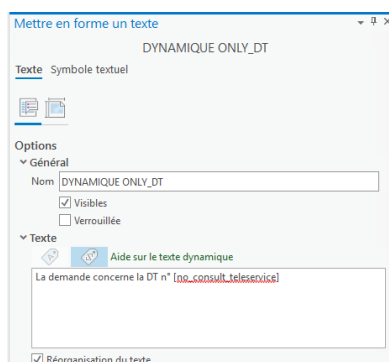 Mettre en forme un texte
DYNAMIQUE ONLY_DT
Texte Symbole textuel
Options
Général
Nom DYNAMIQUE ONLY_DT
Visibles
Verrouillée
Texte
Aide sur le texte dynamique
La demande concerne la DT n° [no_consult_teleservice]
Réorganisation du texte